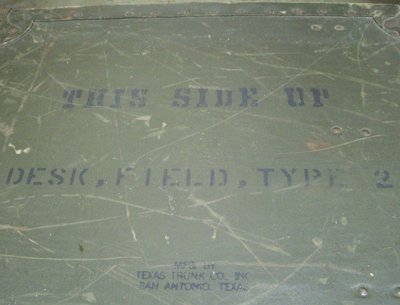 THIS SIDE UP
DESK, FIELD, TYPE 2
MFG. BY
TEXAS TRUNK CO., INC.
SAN ANTONIO, TEXAS